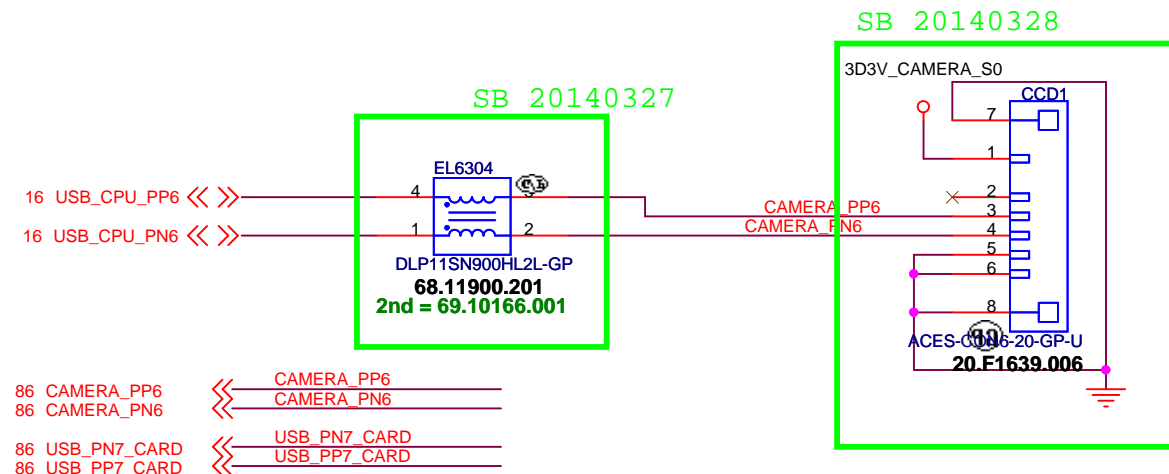 SB 20140328
3D3V_CAMERA_S0
CCD1
7
1
2
3
4
5
6
8
ACES-CON6-20-GP-U
20.F1639.006
SB 20140327
EL6304
4
1
2
DLP11SN900HL2L-GP
68.11900.201
2nd = 69.10166.001
16 USB_CPU_PP6
16 USB_CPU_PN6
CAMERA_PP6
CAMERA_PN6
86 CAMERA_PP6
CAMERA_PP6
86 CAMERA_PN6
CAMERA_PN6
86 USB_PN7_CARD
USB_PN7_CARD
86 USB_PP7_CARD
USB_PP7_CARD